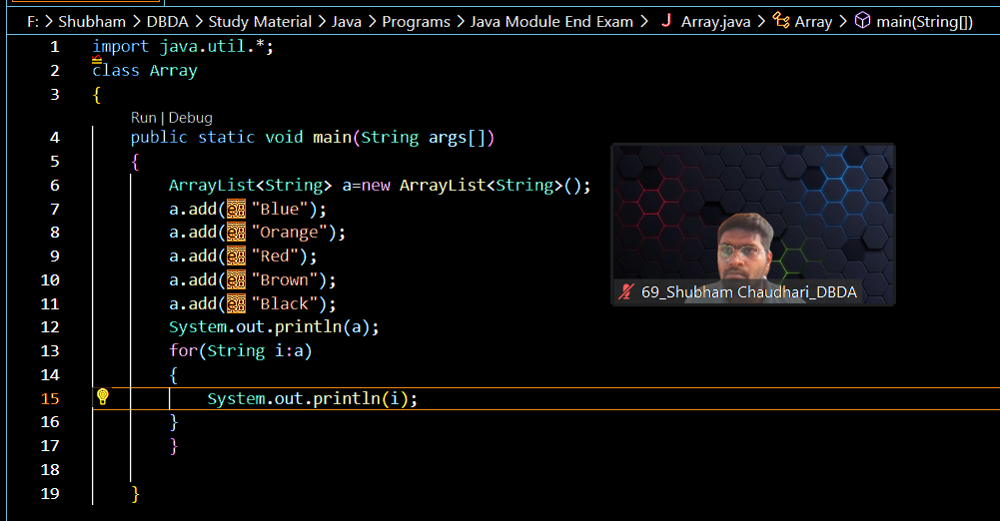 F: > Shubham > DBDA > Study Material > Java > Programs > Java Module End Exam > J Array.java > Array > main(String[])
1 import java.util.*;
2 class Array
3 {
Run | Debug
4 public static void main(String args[])
5 {
6 ArrayList<String> a=new ArrayList<String>();
7 a.add(e: "Blue");
8 a.add(e: "Orange");
9 a.add(e: "Red");
10 a.add(e: "Brown");
11 a.add(e: "Black");
12 System.out.println(a);
13 for(String i:a)
14 {
15 System.out.println(i);
16 }
17 }
18
19 }
69_Shubham Chaudhari_DBDA